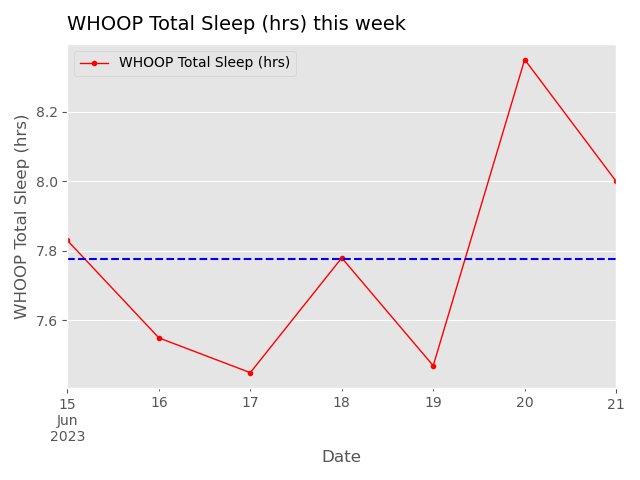 WHOOP Total Sleep (hrs) this week
WHOOP Total Sleep (hrs)
WHOOP Total Sleep (hrs)
8.2
8.0
7.8
7.6
15 16 17 18 19 20 21
Jun
2023
Date